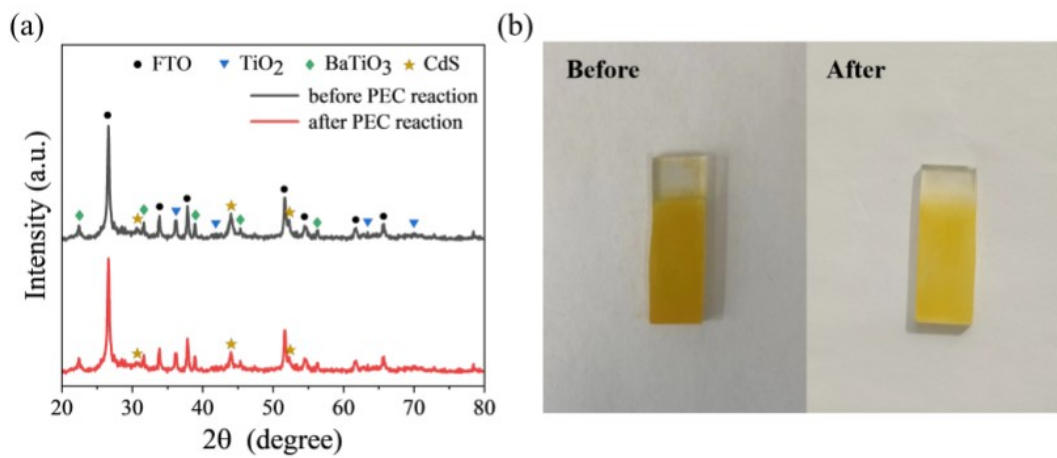 (a)
(b)
FTO TiO2 BaTiO3 CdS
before PEC reaction
after PEC reaction
Intensity (a.u.)
20 30 40 50 60 70 80
2θ (degree)
Before After